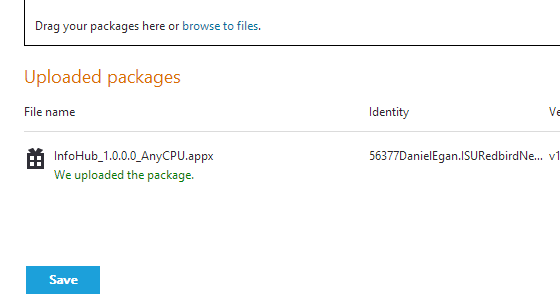 Drag your packages here or browse to files.
Uploaded packages
File name Identity Ve
InfoHub_1.0.0.0_AnyCPU.appx 56377DanielEgan.ISURedbirdNe... v1
We uploaded the package.
Save